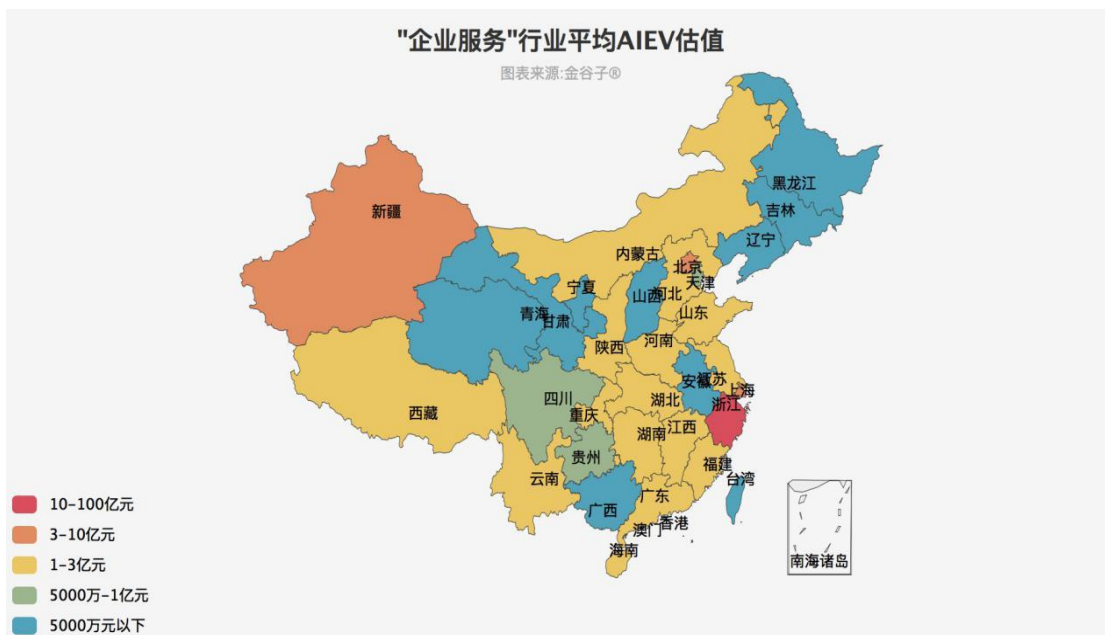 "企业服务"行业平均AIEV估值
图表来源:金谷子®
黑龙江
吉林
新疆
辽宁
内蒙古
北京
天津
宁夏
山西
河北
青海
甘肃
山东
河南
陕西
安徽
江苏
上海
四川
西藏
重庆
湖北
浙江
湖南
江西
贵州
福建
云南
台湾
广东
广西
香港
澳门
海南
南海诸岛
10-100亿元
3-10亿元
1-3亿元
5000万-1亿元
5000万元以下